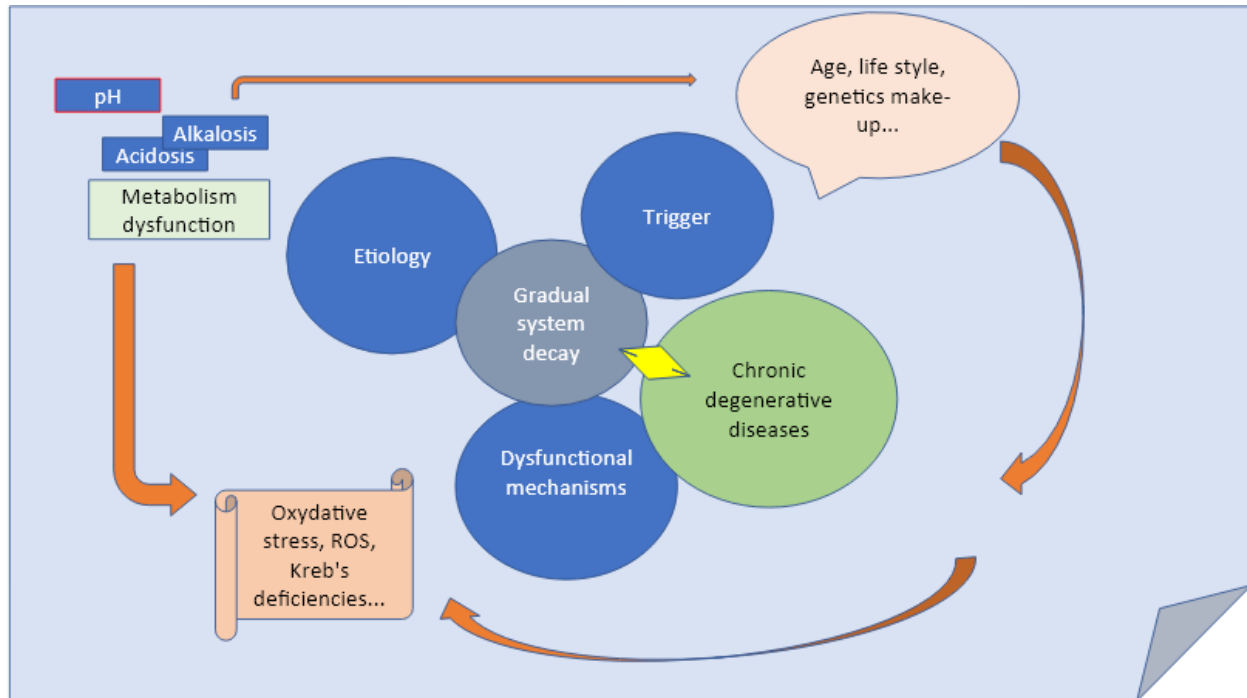 pH
Alkalosis
Acidosis
Metabolism
dysfunction
Age, life style,
genetics make-
up...
Etiology
Trigger
Gradual
system
decay
Chronic
degenerative
diseases
Dysfunctional
mechanisms
Oxydative
stress, ROS,
Kreb's
deficiencies...